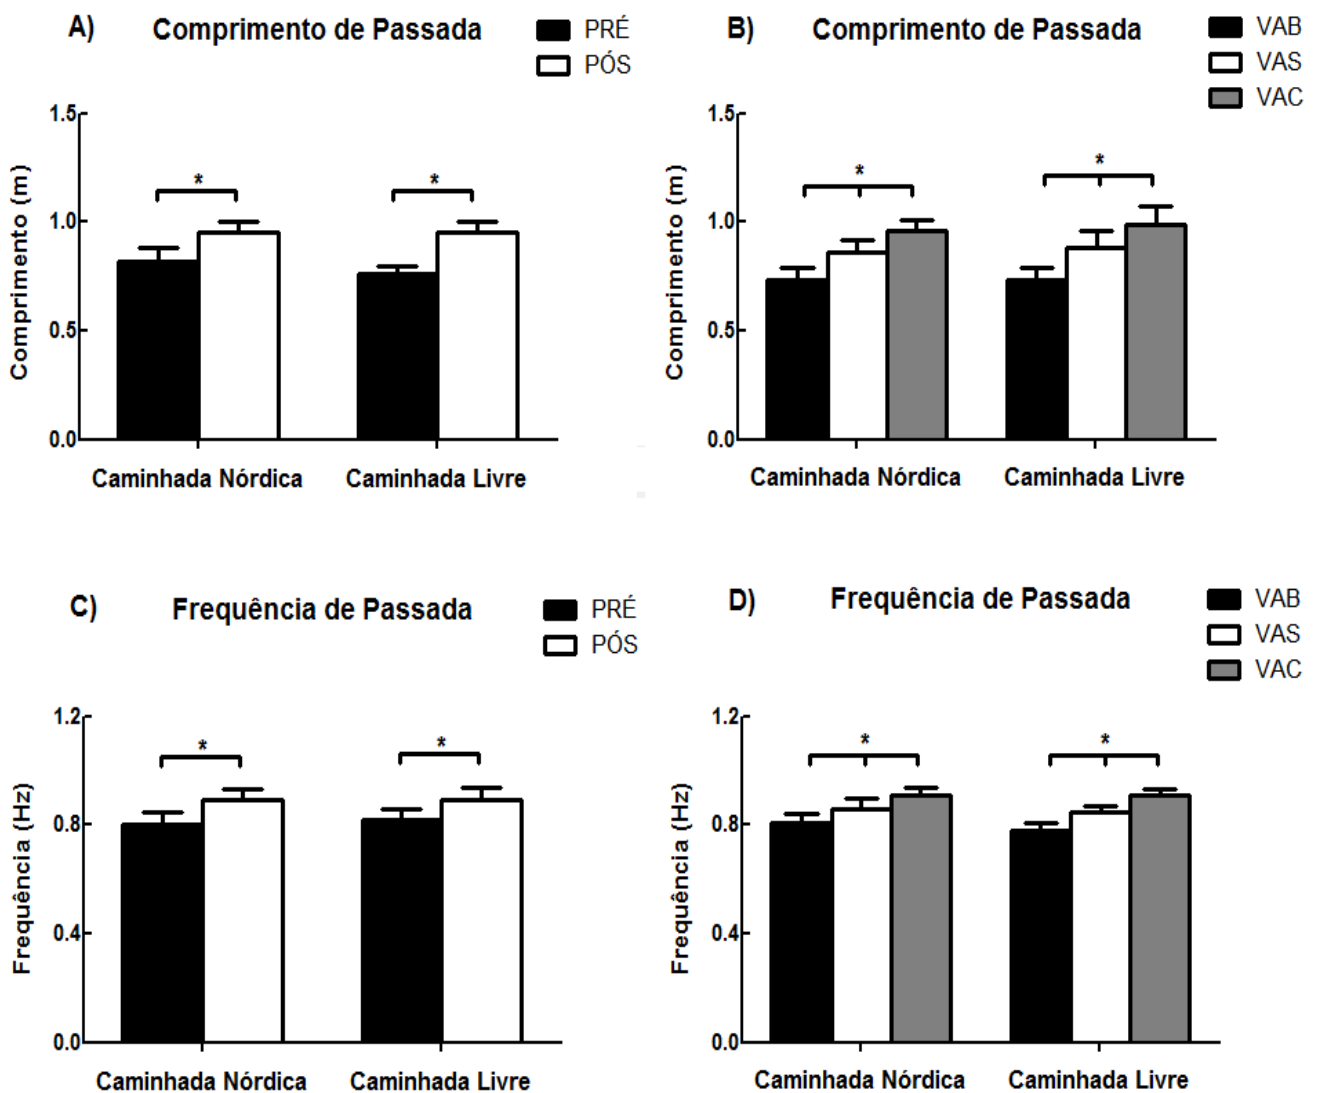 A) Comprimento de Passada
PRÉ
PÓS
Comprimento (m)
1.5
1.0
0.5
0.0
*
*
Caminhada Nórdica
Caminhada Livre
B) Comprimento de Passada
VAB
VAS
VAC
Comprimento (m)
1.5
1.0
0.5
0.0
*
*
Caminhada Nórdica
Caminhada Livre
C) Frequência de Passada
PRÉ
PÓS
Frequência (Hz)
1.2
0.8
0.4
0.0
*
*
Caminhada Nórdica
Caminhada Livre
D) Frequência de Passada
VAB
VAS
VAC
Frequência (Hz)
1.2
0.8
0.4
0.0
*
*
Caminhada Nórdica
Caminhada Livre